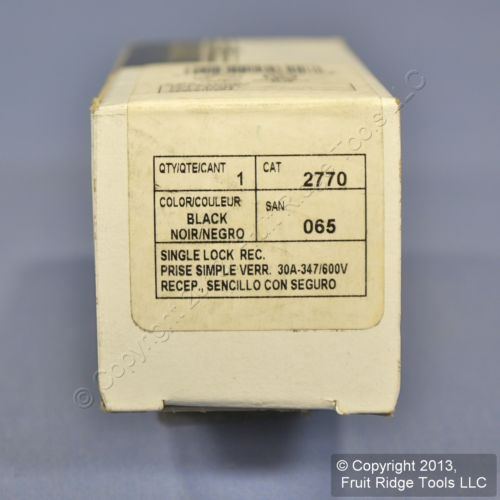 QTY/QTE/CANT
1
CAT
2770
COLOR/COULEUR
BLACK
NOIR/NEGRO
SAN
065
SINGLE LOCK REC.
PRISE SIMPLE VERR. 30A-347/600V
RECEP., SENCILLO CON SEGURO
© Copyright 2013,
Fruit Ridge Tools LLC